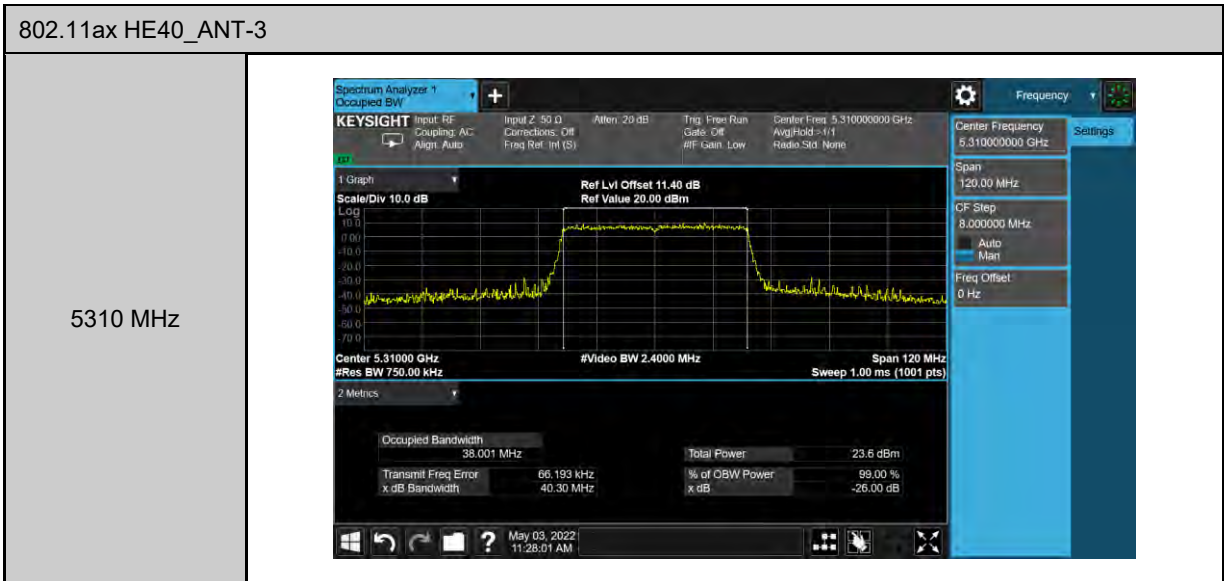 802.11ax HE40_ANT-3
5310 MHz
Spectrum Analyzer 1
Occupied BW
+
Frequency
KEYSIGHT
Input: RF
Coupling: AC
Align: Auto
Input Z: 50 Ω
Corrections: Off
Freq Ref: Int (S)
Atten: 20 dB
Trig: Free Run
Gate: Off
#IF Gain: Low
Center Freq: 5.310000000 GHz
Avg|Hold:>1/1
Radio Std: None
Center Frequency
5.310000000 GHz
Settings
Span
120.00 MHz
CF Step
8.000000 MHz
Auto
Man
Freq Offset
0 Hz
1 Graph
Scale/Div 10.0 dB
Ref Lvl Offset 11.40 dB
Ref Value 20.00 dBm
Log
10.0
0.00
-10.0
-20.0
-30.0
-40.0
-50.0
-60.0
-70.0
Center 5.31000 GHz
#Res BW 750.00 kHz
#Video BW 2.4000 MHz
Span 120 MHz
Sweep 1.00 ms (1001 pts)
2 Metrics
Occupied Bandwidth
38.001 MHz
Transmit Freq Error 66.193 kHz
x dB Bandwidth 40.30 MHz
Total Power 23.6 dBm
% of OBW Power 99.00 %
x dB -26.00 dB
?
May 03, 2022
11:28:01 AM